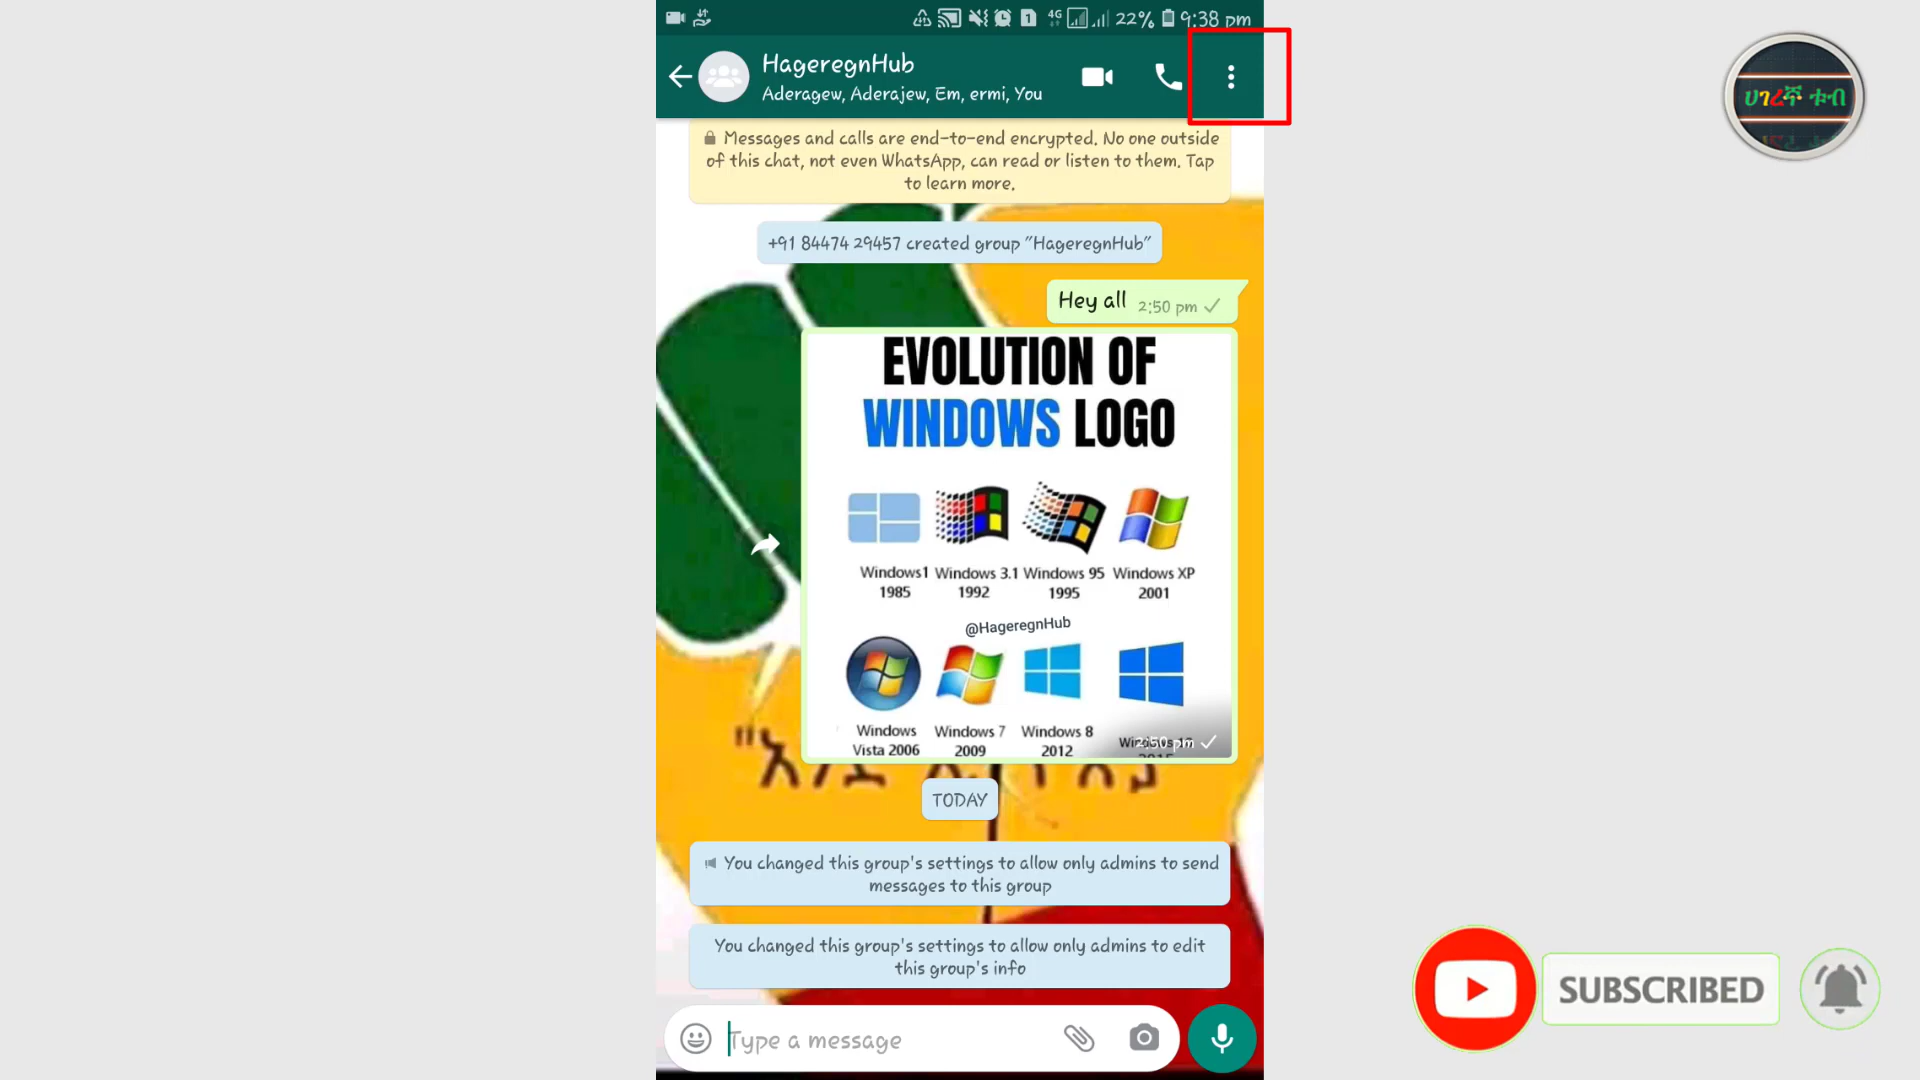 4G 22% 9:38 pm
HageregnHub
Aderagew, Aderajew, Em, ermi, You
Messages and calls are end-to-end encrypted. No one outside
of this chat, not even WhatsApp, can read or listen to them. Tap
to learn more.
+91 84474 29457 created group "HageregnHub"
Hey all 2:50 pm
EVOLUTION OF
WINDOWS LOGO
Windows1 Windows 3.1 Windows 95 Windows XP
1985 1992 1995 2001
@HageregnHub
Windows Windows 7 Windows 8
Vista 2006 2009 2012
2:50 pm
TODAY
You changed this group's settings to allow only admins to send
messages to this group
You changed this group's settings to allow only admins to edit
this group's info
Type a message
ሀገረኛ ቱብ
SUBSCRIBED